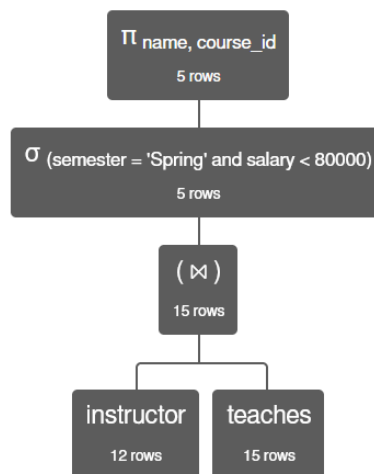 π name, course_id
5 rows
σ (semester = 'Spring' and salary < 80000)
5 rows
( ⋈ )
15 rows
instructor
12 rows
teaches
15 rows